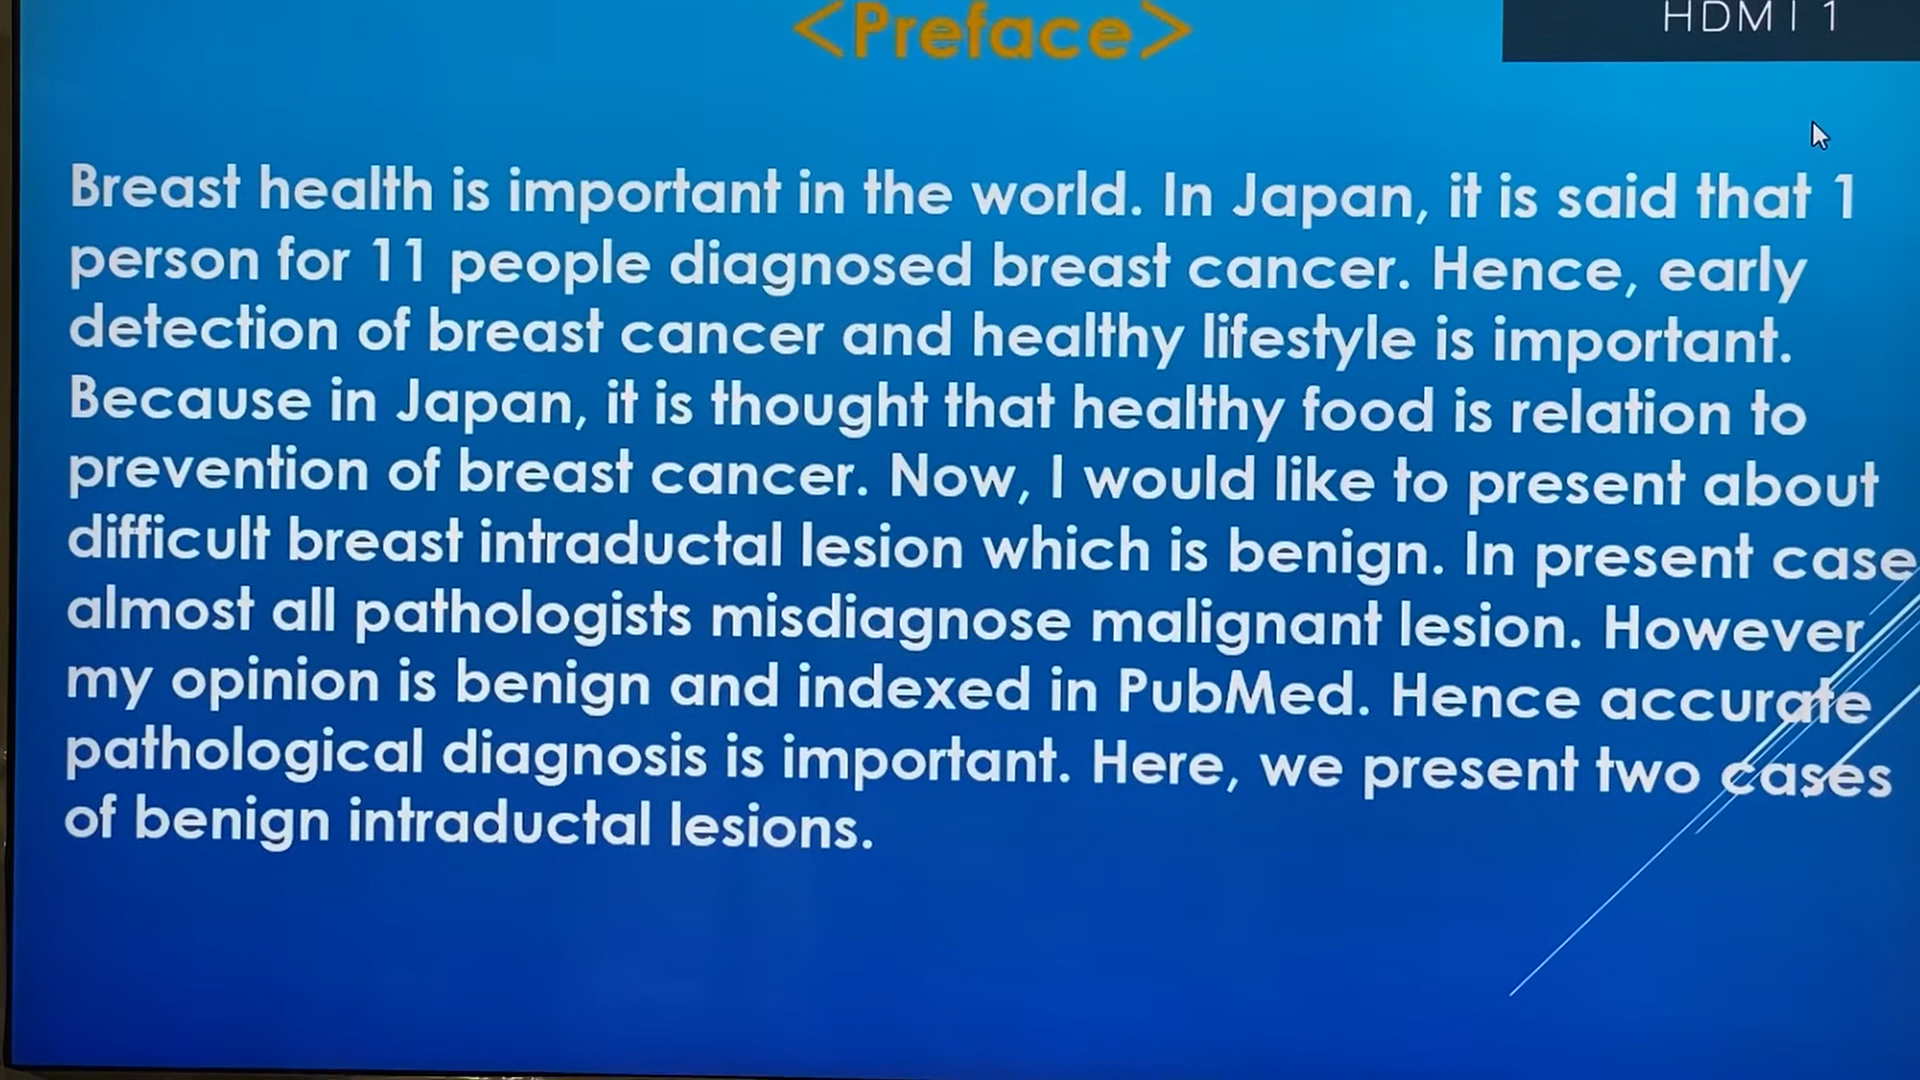 <Preface>
HDMI 1
Breast health is important in the world. In Japan, it is said that 1
person for 11 people diagnosed breast cancer. Hence, early
detection of breast cancer and healthy lifestyle is important.
Because in Japan, it is thought that healthy food is relation to
prevention of breast cancer. Now, I would like to present about
difficult breast intraductal lesion which is benign. In present case
almost all pathologists misdiagnose malignant lesion. However
my opinion is benign and indexed in PubMed. Hence accurate
pathological diagnosis is important. Here, we present two cases
of benign intraductal lesions.